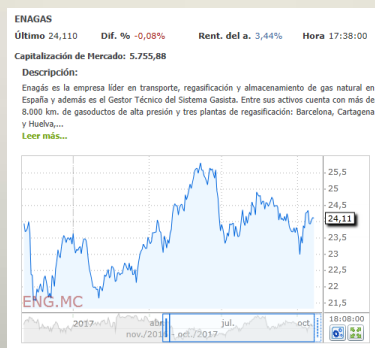 ENAGAS
Último 24,110 Dif. % -0,08% Rent. del a. 3,44% Hora 17:38:00
Capitalización de Mercado: 5.755,88
Descripción:
Enagás es la empresa líder en transporte, regasificación y almacenamiento de gas natural en
España y además es el Gestor Técnico del Sistema Gasista. Entre sus activos cuenta con más de
8.000 km. de gasoductos de alta presión y tres plantas de regasificación: Barcelona, Cartagena
y Huelva,...
Leer más...
25,5
25
24,5
24,11
23,5
23
22,5
22
21,5
ENG.MC
2017 abr. jul. oct.
nov./201 - oct./2017
18:08:00